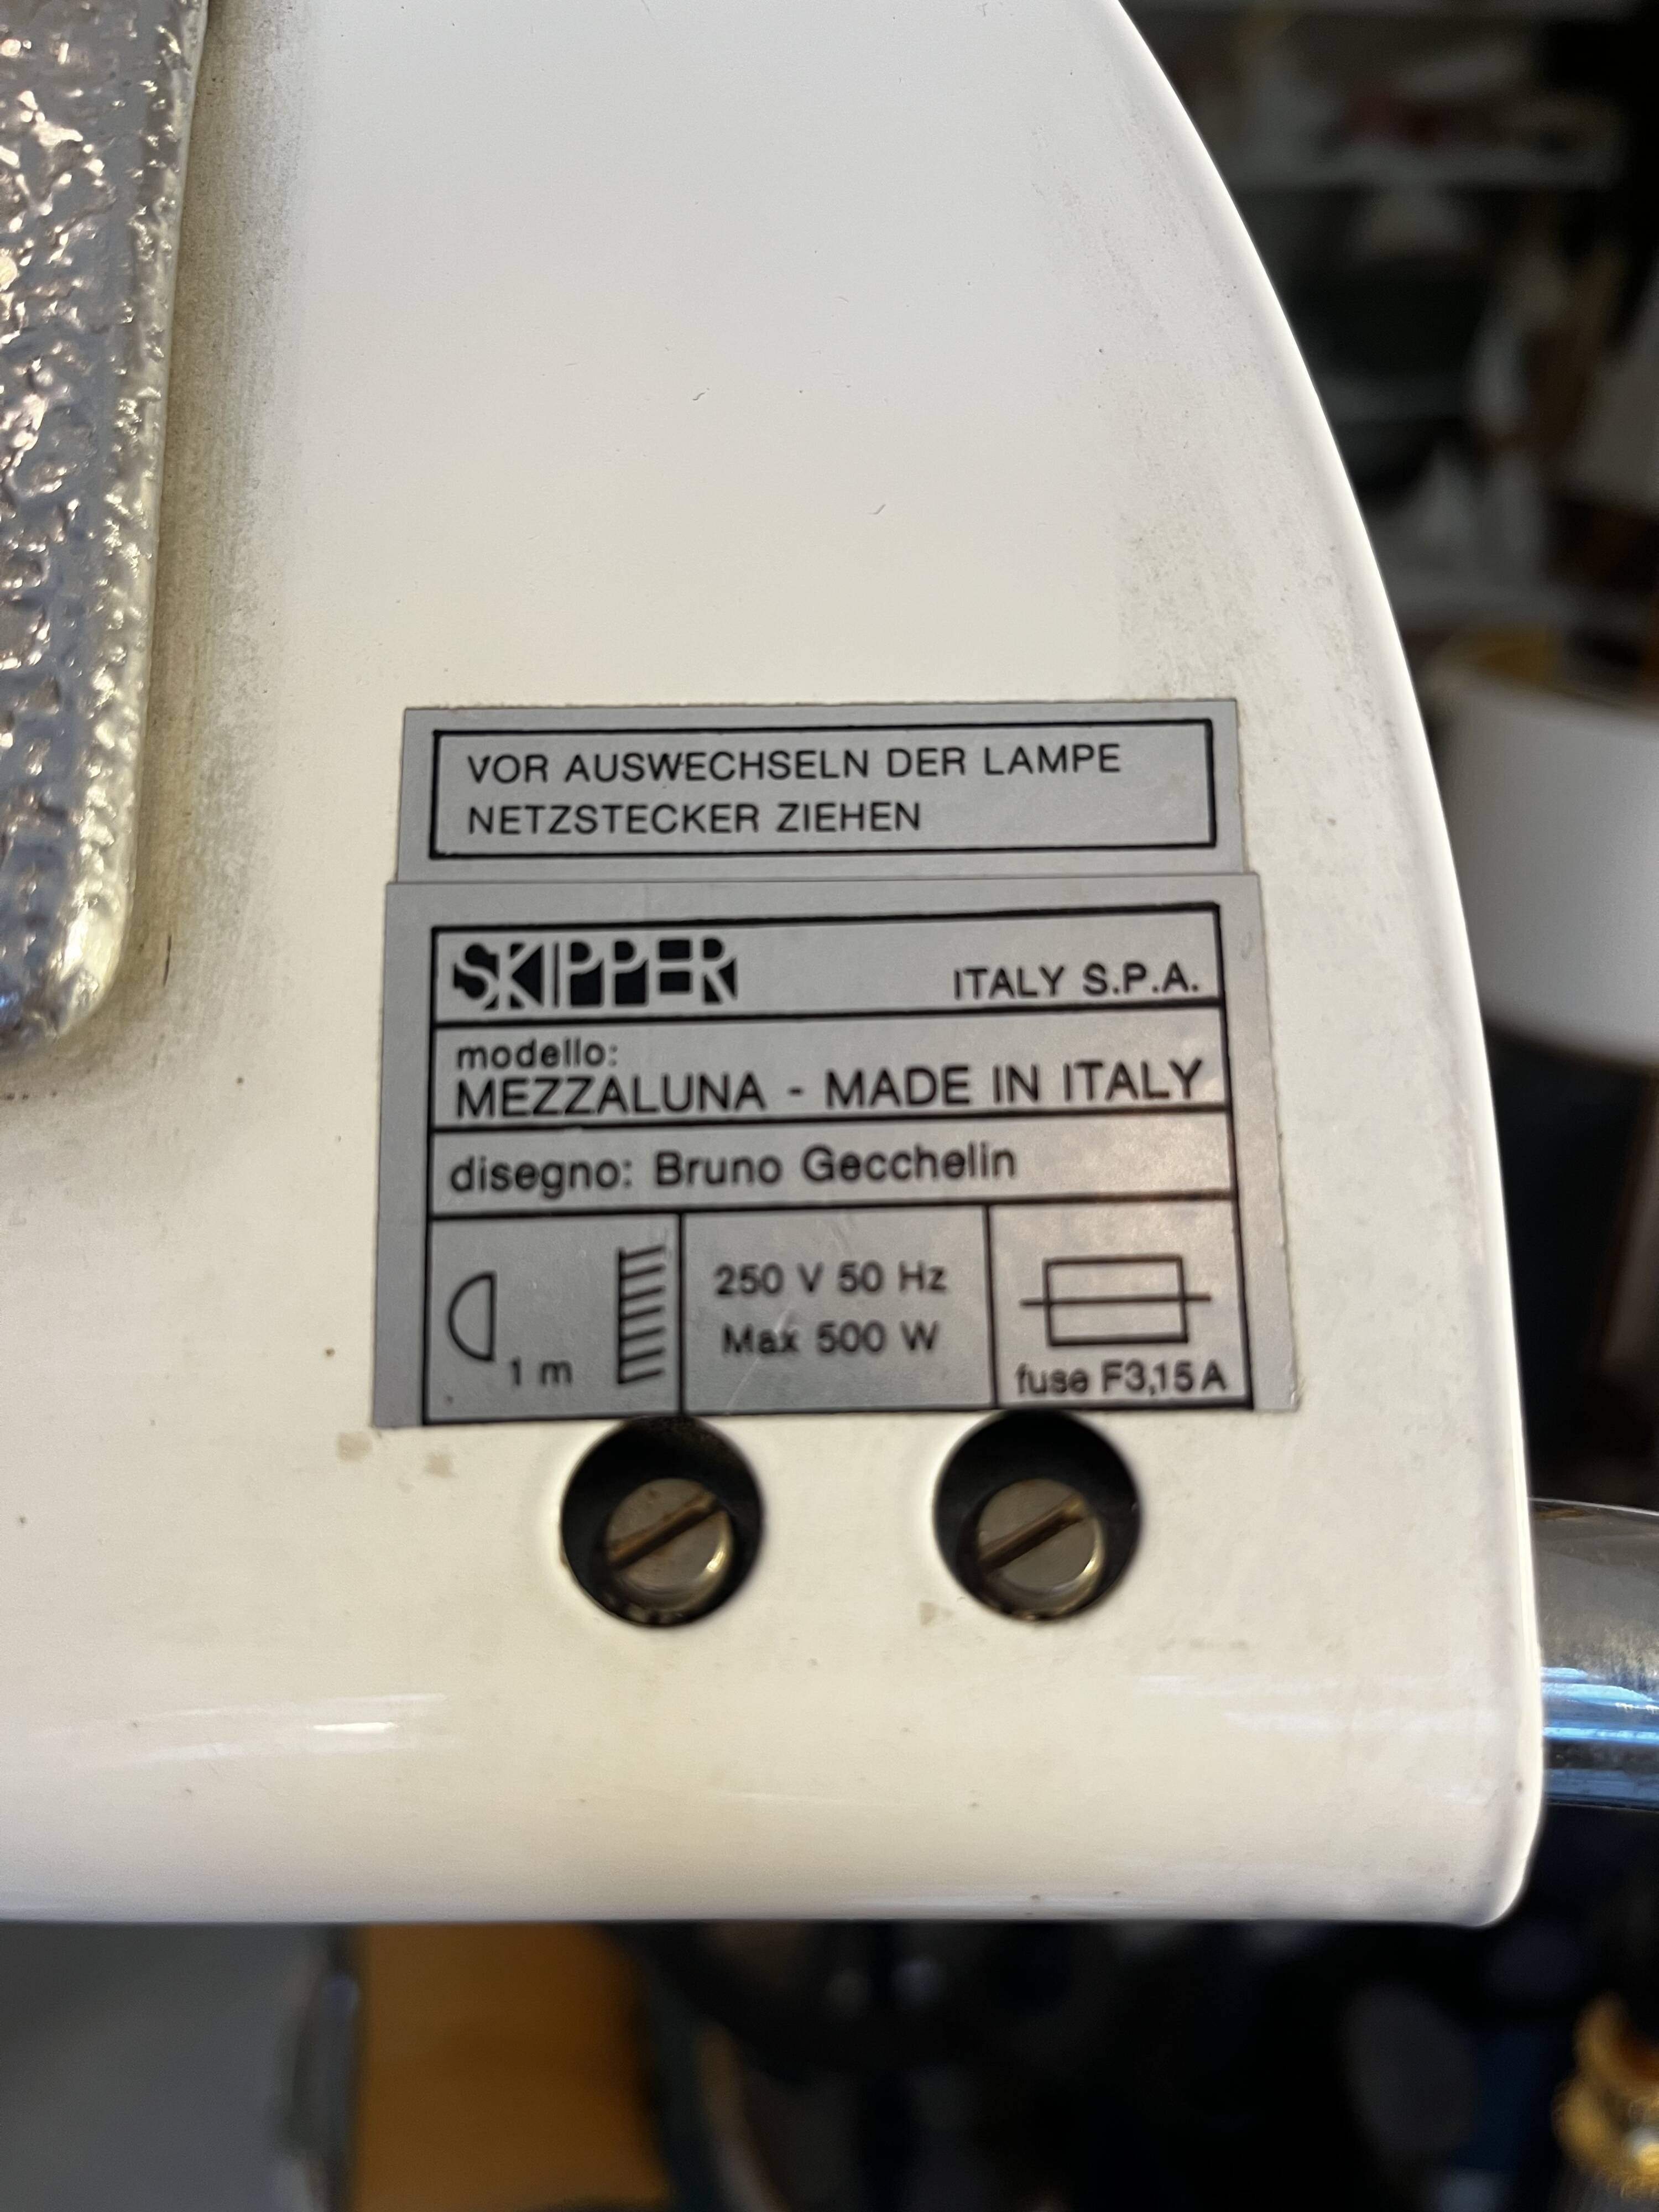 VOR AUSWECHSELN DER LAMPE
NETZSTECKER ZIEHEN
SKIPPER ITALY S.P.A.
modello:
MEZZALUNA - MADE IN ITALY
disegno: Bruno Gecchelin
1 m
250 V 50 Hz
Max 500 W
fuse F3,15A